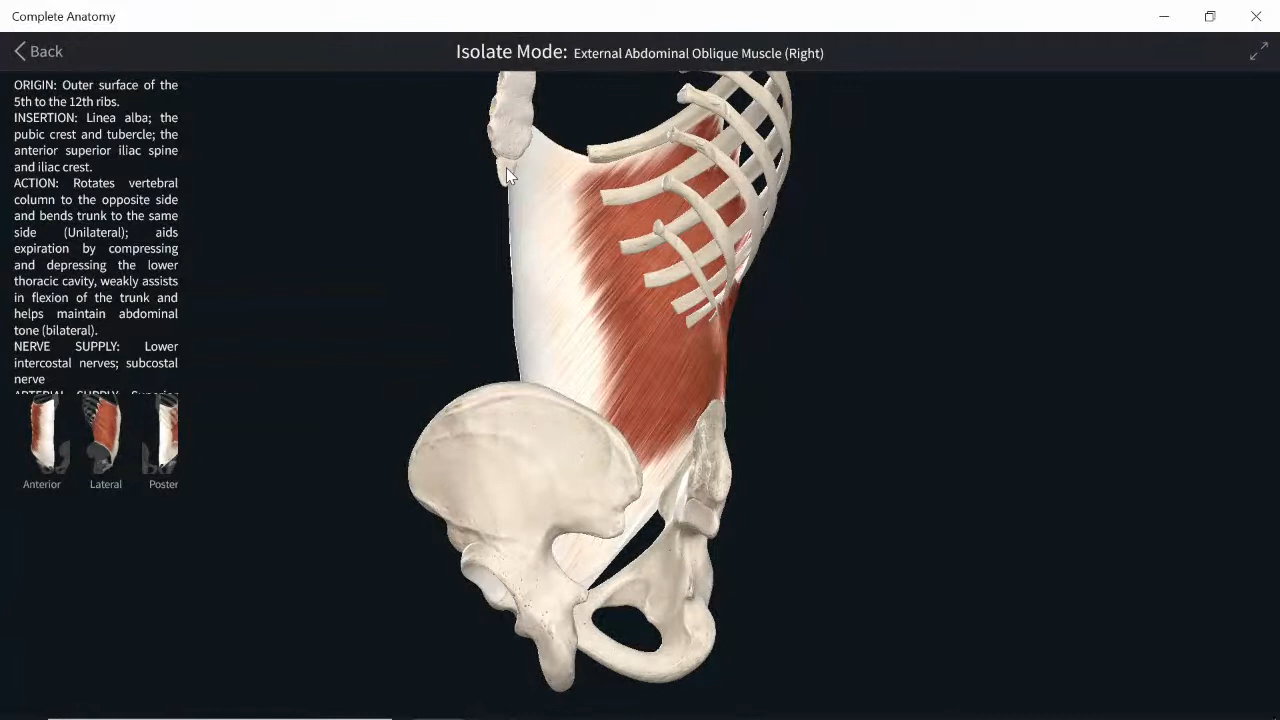 Complete Anatomy
Back
Isolate Mode: External Abdominal Oblique Muscle (Right)
ORIGIN: Outer surface of the
5th to the 12th ribs.
INSERTION: Linea alba; the
pubic crest and tubercle; the
anterior superior iliac spine
and iliac crest.
ACTION: Rotates vertebral
column to the opposite side
and bends trunk to the same
side (Unilateral); aids
expiration by compressing
and depressing the lower
thoracic cavity, weakly assists
in flexion of the trunk and
helps maintain abdominal
tone (bilateral).
NERVE SUPPLY: Lower
intercostal nerves; subcostal
nerve
ARTERIAL SUPPLY: Superior
Anterior Lateral Poster